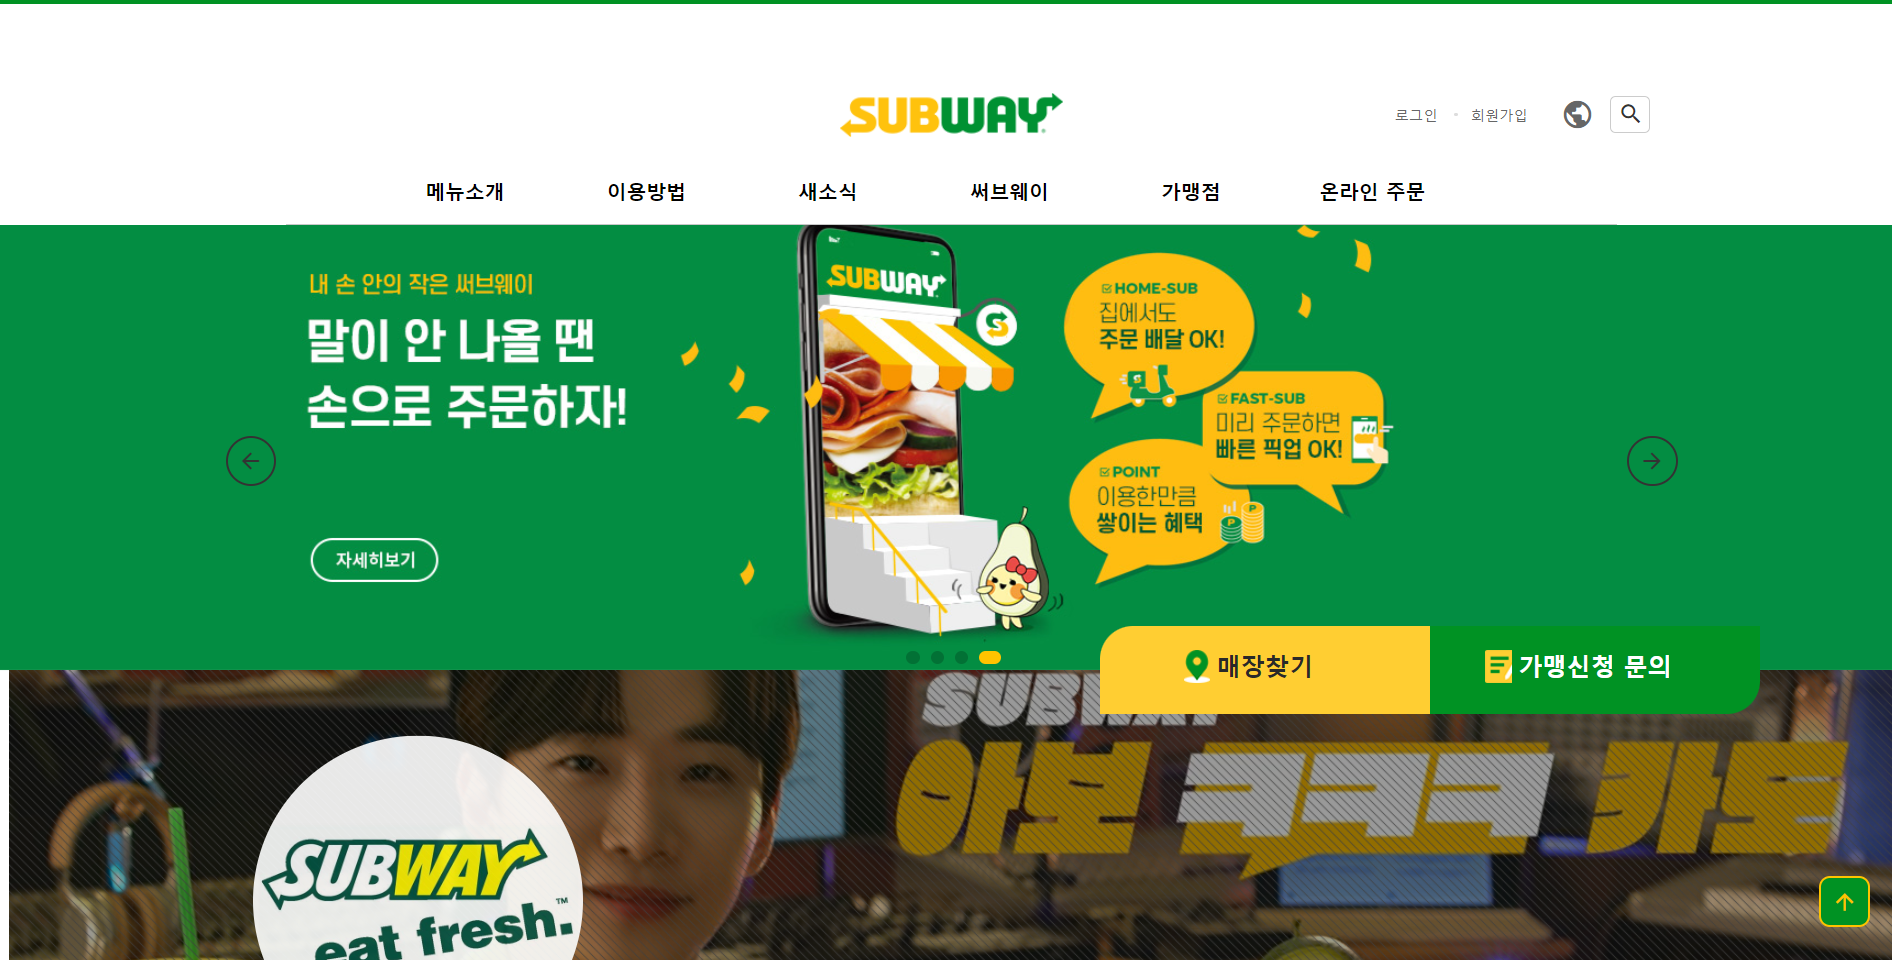 SUBWAY
로그인
회원가입
메뉴소개
이용방법
새소식
써브웨이
가맹점
온라인 주문
내 손 안의 작은 써브웨이
말이 안 나올 땐
손으로 주문하자!
자세히보기
SUBWAY
HOME-SUB
집에서도
주문 배달 OK!
FAST-SUB
미리 주문하면
빠른 픽업 OK!
POINT
이용한만큼
쌓이는 혜택
P
P
매장찾기
가맹신청 문의
SUBWAY
아보ㅋㅋㅋ카도
SUBWAY
eat fresh.™